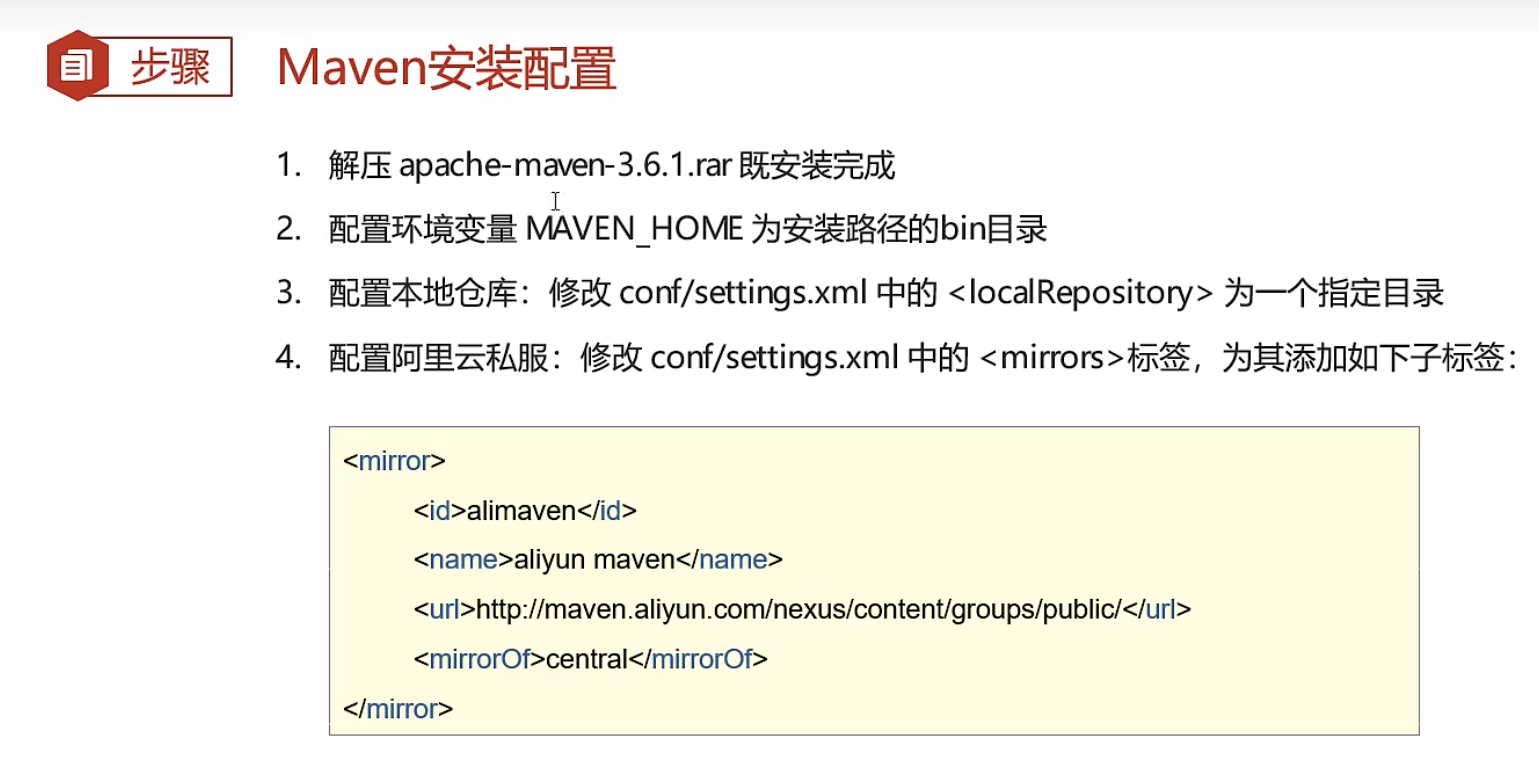 步骤
Maven安装配置
1. 解压 apache-maven-3.6.1.rar 既安装完成
2. 配置环境变量 MAVEN_HOME 为安装路径的bin目录
3. 配置本地仓库：修改 conf/settings.xml 中的 <localRepository> 为一个指定目录
4. 配置阿里云私服：修改 conf/settings.xml 中的 <mirrors>标签，为其添加如下子标签：
<mirror>
<id>alimaven</id>
<name>aliyun maven</name>
<url>http://maven.aliyun.com/nexus/content/groups/public/</url>
<mirrorOf>central</mirrorOf>
</mirror>